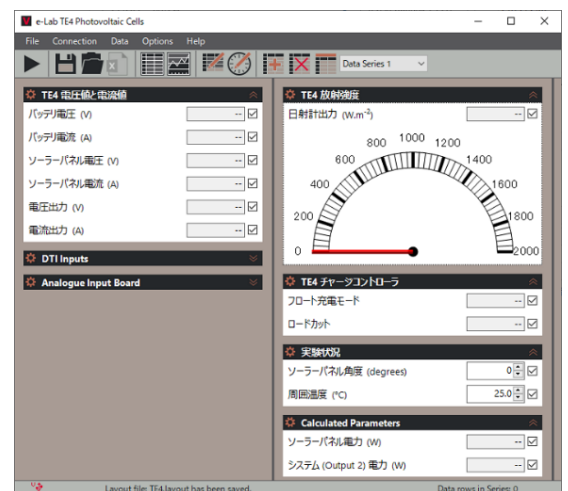 e-Lab TE4 Photovoltaic Cells
File Connection Data Options Help
Data Series 1
TE4 電圧値と電流値
バッテリ電圧 (V) --
バッテリ電流 (A) --
ソーラーパネル電圧 (V) --
ソーラーパネル電流 (A) --
電圧出力 (V) --
電流出力 (A) --
DTI Inputs
Analogue Input Board
TE4 放射強度
日射計出力 (W.m⁻²) --
0 200 400 600 800 1000 1200 1400 1600 1800 2000
TE4 チャージコントローラ
フロート充電モード --
ロードカット --
実験状況
ソーラーパネル角度 (degrees) 0
周囲温度 (°C) 25.0
Calculated Parameters
ソーラーパネル電力 (W) --
システム (Output 2) 電力 (W) --
Layout file: TE4.layout has been saved.
Data rows in Series: 0